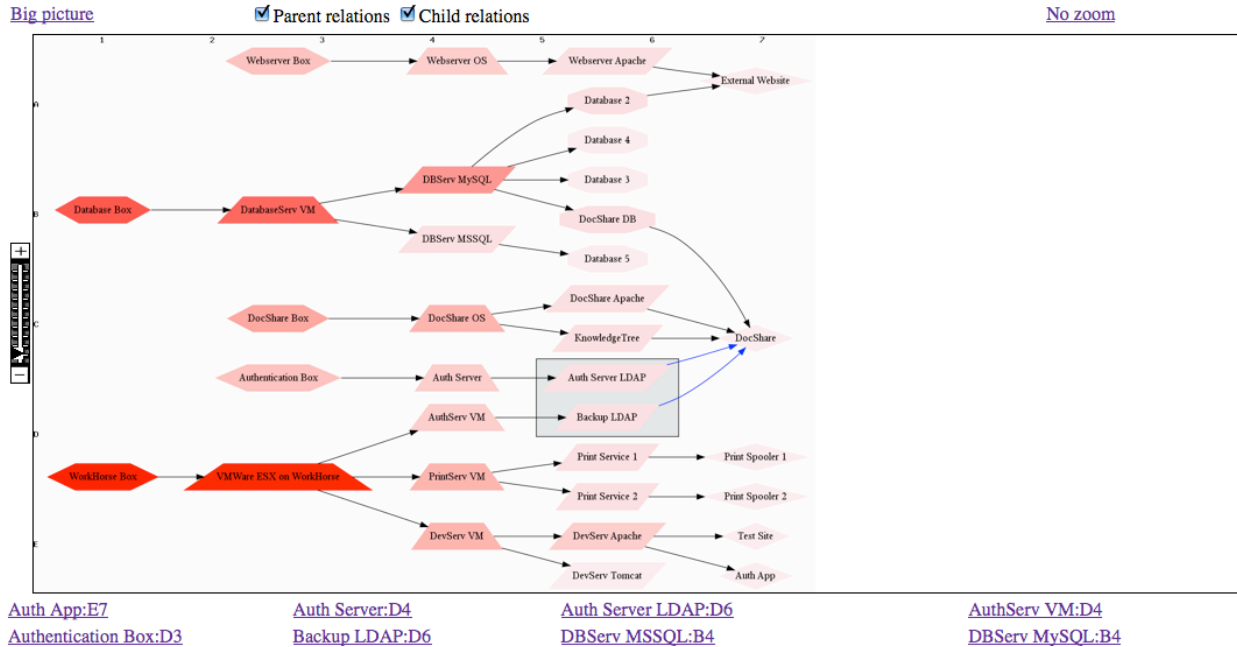 Big picture
Parent relations
Child relations
No zoom
1 2 3 4 5 6 7
Webserver Box
Webserver OS
Webserver Apache
External Website
A
Database 2
Database 4
DBServ MySQL
Database 3
Database Box
DatabaseServ VM
B
DocShare DB
DBServ MSSQL
+
Database 5
DocShare Apache
DocShare Box
DocShare OS
C
KnowledgeTree
DocShare
−
Authentication Box
Auth Server
Auth Server LDAP
AuthServ VM
Backup LDAP
D
Print Service 1
Print Spooler 1
WorkHorse Box
VMWare ESX on WorkHorse
PrintServ VM
Print Service 2
Print Spooler 2
DevServ VM
DevServ Apache
Test Site
E
DevServ Tomcat
Auth App
Auth App:E7
Auth Server:D4
Auth Server LDAP:D6
AuthServ VM:D4
Authentication Box:D3
Backup LDAP:D6
DBServ MSSQL:B4
DBServ MySQL:B4